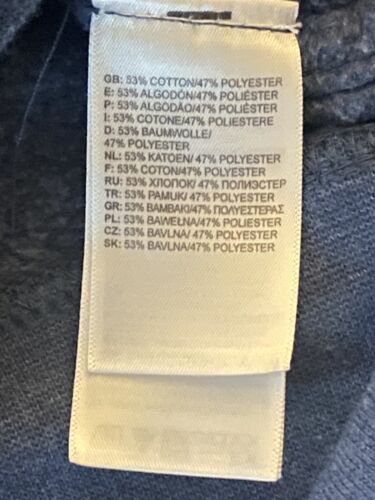 GB: 53% COTTON/47% POLYESTER
E: 53% ALGODÓN/47% POLIÉSTER
P: 53% ALGODÃO/47% POLIÉSTER
I: 53% COTONE/47% POLIESTERE
D: 53% BAUMWOLLE/
47% POLYESTER
NL: 53% KATOEN/ 47% POLYESTER
F: 53% COTON/47% POLYESTER
RU: 53% ХЛОПОК/ 47% ПОЛИЭСТЕР
TR: 53% PAMUK/ 47% POLYESTER
GR: 53% ΒΑΜΒΑΚΙ/47% ΠΟΛΥΕΣΤΕΡΑΣ
PL: 53% BAWEŁNA/ 47% POLIESTER
CZ: 53% BAVLNA/ 47% POLYESTER
SK: 53% BAVLNA/ 47% POLYESTER